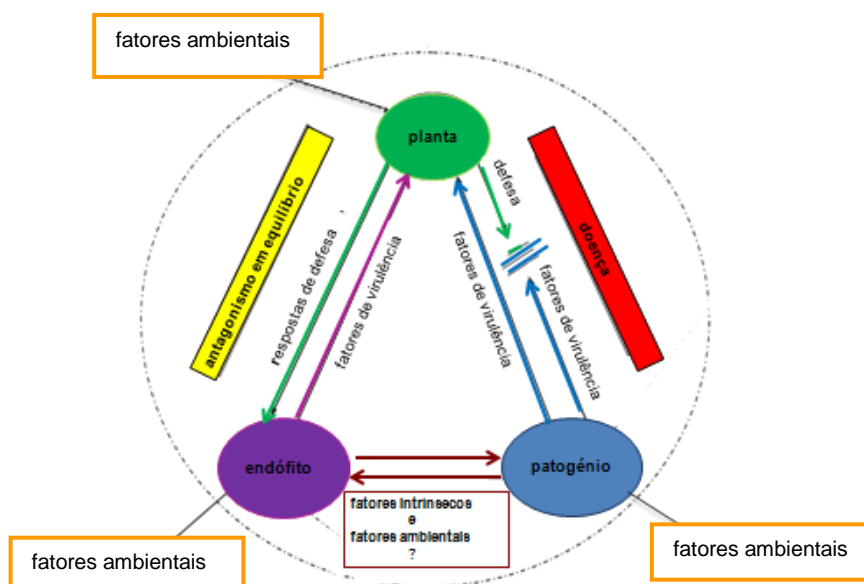 fatores ambientais
planta
antagonismo em equilíbrio
respostas de defesa
fatores de virulência
defesa
fatores de virulência
fatores de virulência
doença
endófito
patogénio
fatores intrínsecos
e
fatores ambientais
?
fatores ambientais
fatores ambientais